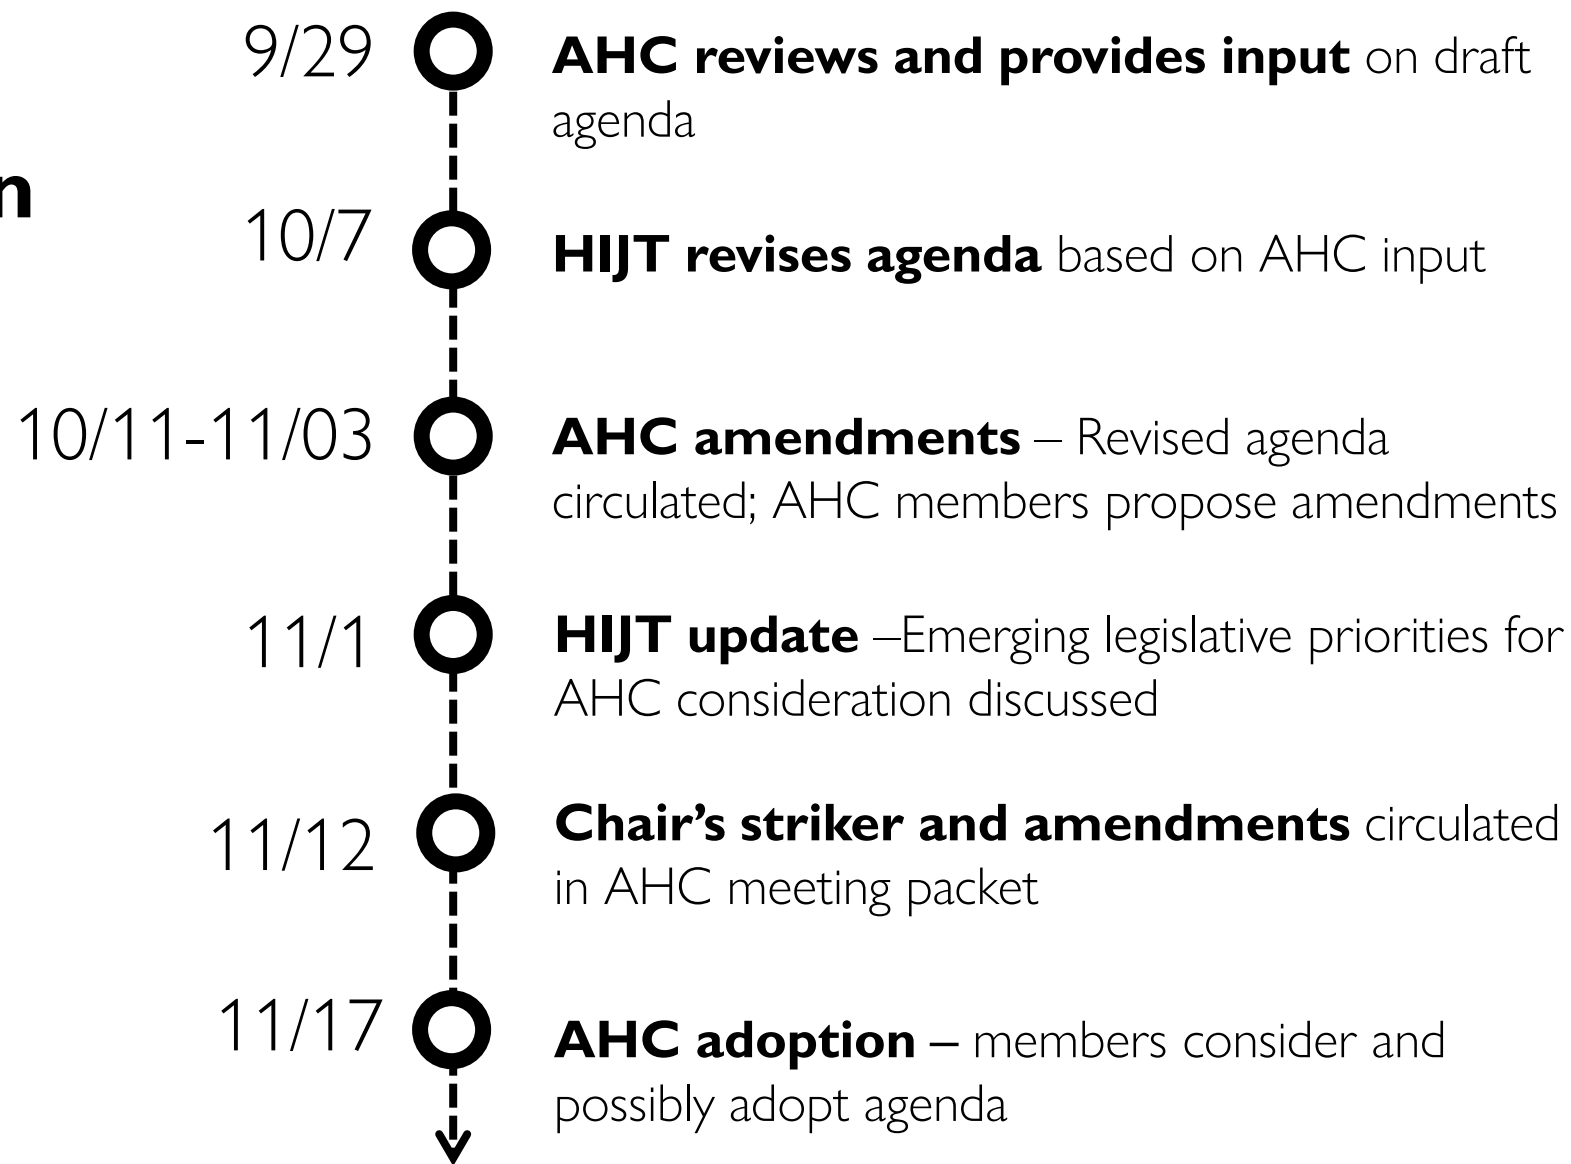 n
9/29
AHC reviews and provides input on draft
agenda
10/7
HIJT revises agenda based on AHC input
10/11-11/03
AHC amendments – Revised agenda
circulated; AHC members propose amendments
11/1
HIJT update –Emerging legislative priorities for
AHC consideration discussed
11/12
Chair’s striker and amendments circulated
in AHC meeting packet
11/17
AHC adoption – members consider and
possibly adopt agenda